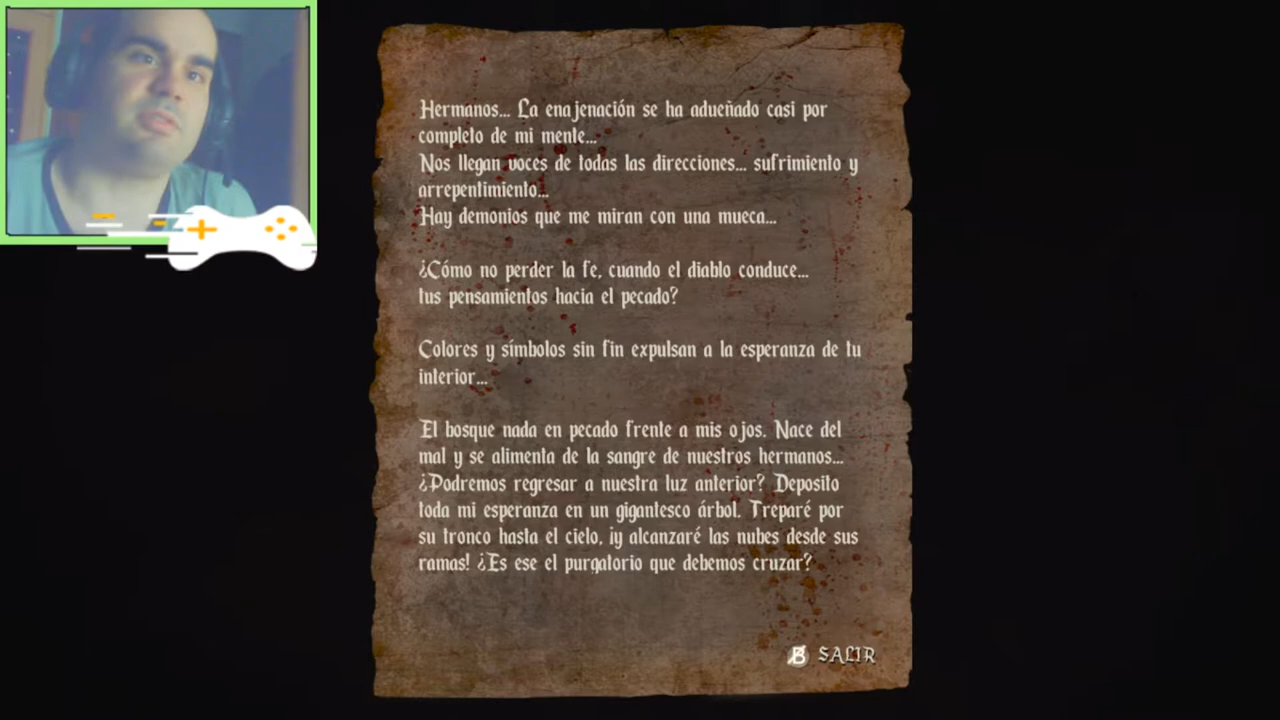 Hermanos... La enajenación se ha adueñado casi por
completo de mi mente...
Nos llegan voces de todas las direcciones... sufrimiento y
arrepentimiento...
Hay demonios que me miran con una mueca...
¿Cómo no perder la fe, cuando el diablo conduce...
tus pensamientos hacia el pecado?
Colores y símbolos sin fin expulsan a la esperanza de tu
interior...
El bosque nada en pecado frente a mis ojos. Nace del
mal y se alimenta de la sangre de nuestros hermanos...
¿Podremos regresar a nuestra luz anterior? Deposito
toda mi esperanza en un gigantesco árbol. Treparé por
su tronco hasta el cielo, ¡y alcanzaré las nubes desde sus
ramas! ¿Es ese el purgatorio que debemos cruzar?
B SALIR